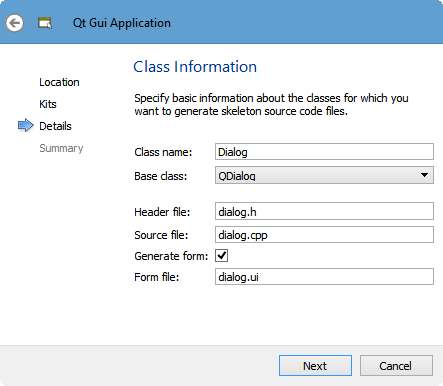 Qt Gui Application
Class Information
Location
Kits
Details
Summary
Specify basic information about the classes for which you
want to generate skeleton source code files.
Class name: Dialog
Base class: QDialog
Header file: dialog.h
Source file: dialog.cpp
Generate form:
Form file: dialog.ui
Next Cancel